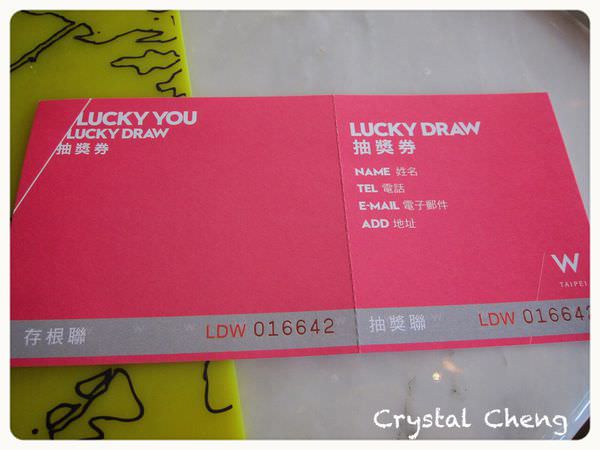 LUCKY YOU
LUCKY DRAW
抽獎券
存根聯
LDW 016642
LUCKY DRAW
抽獎券
NAME 姓名
TEL 電話
E-MAIL 電子郵件
ADD 地址
W
TAIPEI
抽獎聯
LDW 016642
Crystal Cheng